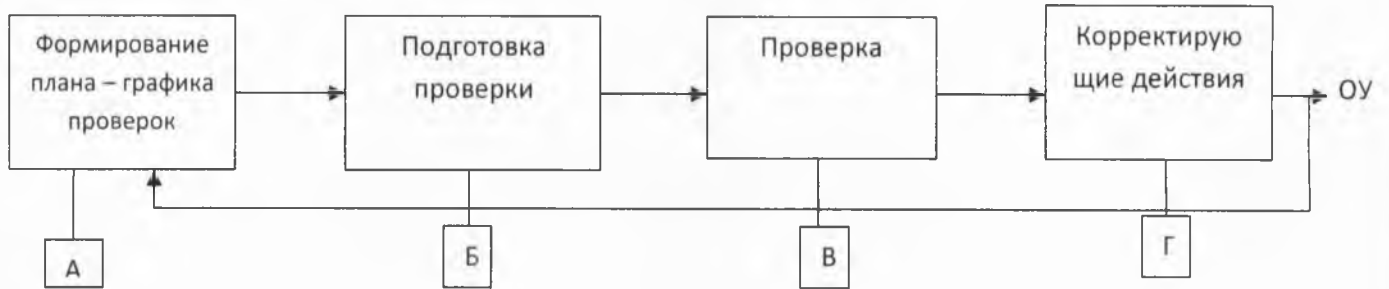 Формирование
плана – графика
проверок
Подготовка
проверки
Проверка
Корректирую
щие действия
ОУ
А
Б
В
Г